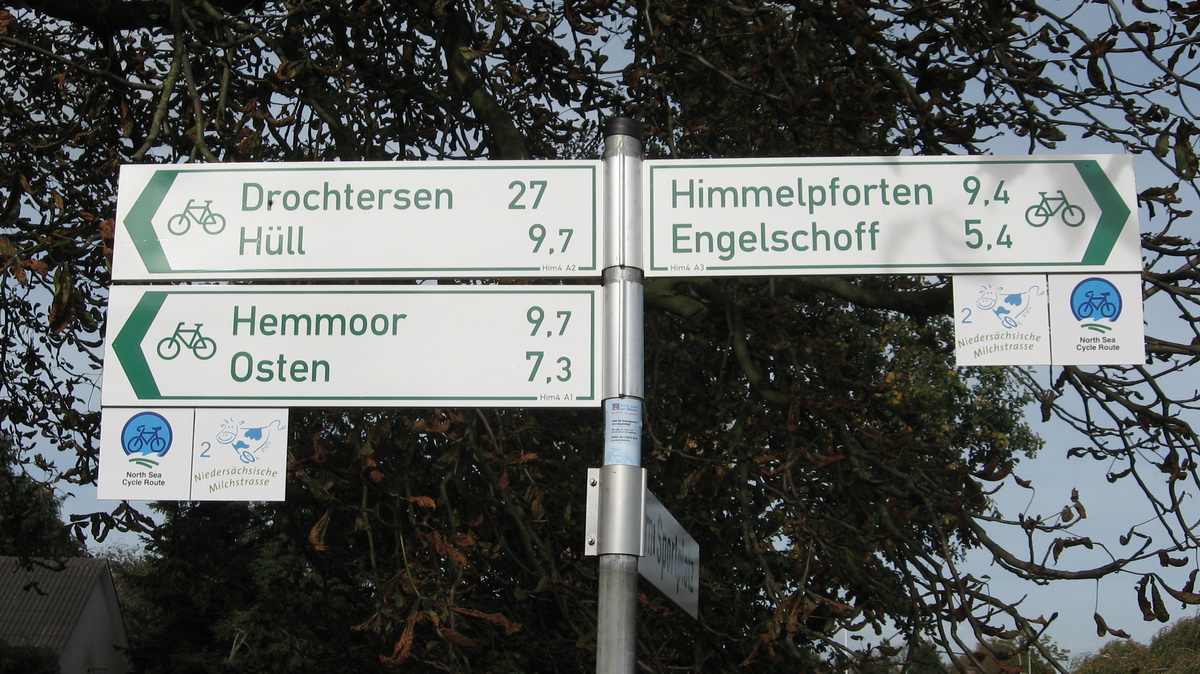 Drochtersen 27
Hüll 9,7
Him4 A2
Himmelpforten 9,4
Engelschoff 5,4
Him4 A3
Hemmoor 9,7
Osten 7,3
Him4 A1
2
Niedersächsische
Milchstrasse
North Sea
Cycle Route
North Sea
Cycle Route
2
Niedersächsische
Milchstrasse
Sportplatz